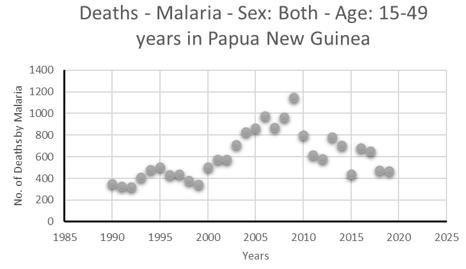 Deaths - Malaria - Sex: Both - Age: 15-49
years in Papua New Guinea
1400
1200
1000
800
600
400
200
0
No. of Deaths by Malaria
1985 1990 1995 2000 2005 2010 2015 2020 2025
Years